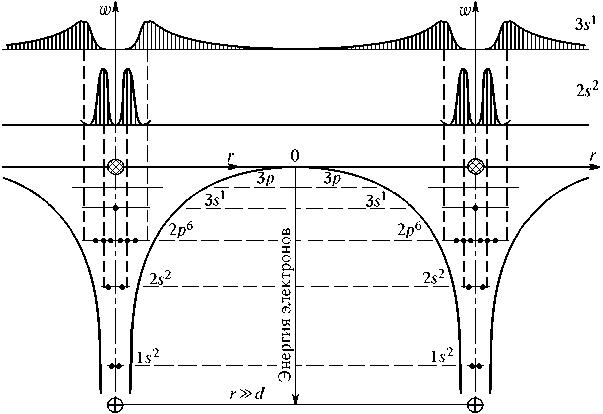 w w
3s¹
2s²
r 0 r
3p 3p
3s¹ 3s¹
2p⁶ 2p⁶
2s² 2s²
Энергия электронов
1s² 1s²
r ≫ d